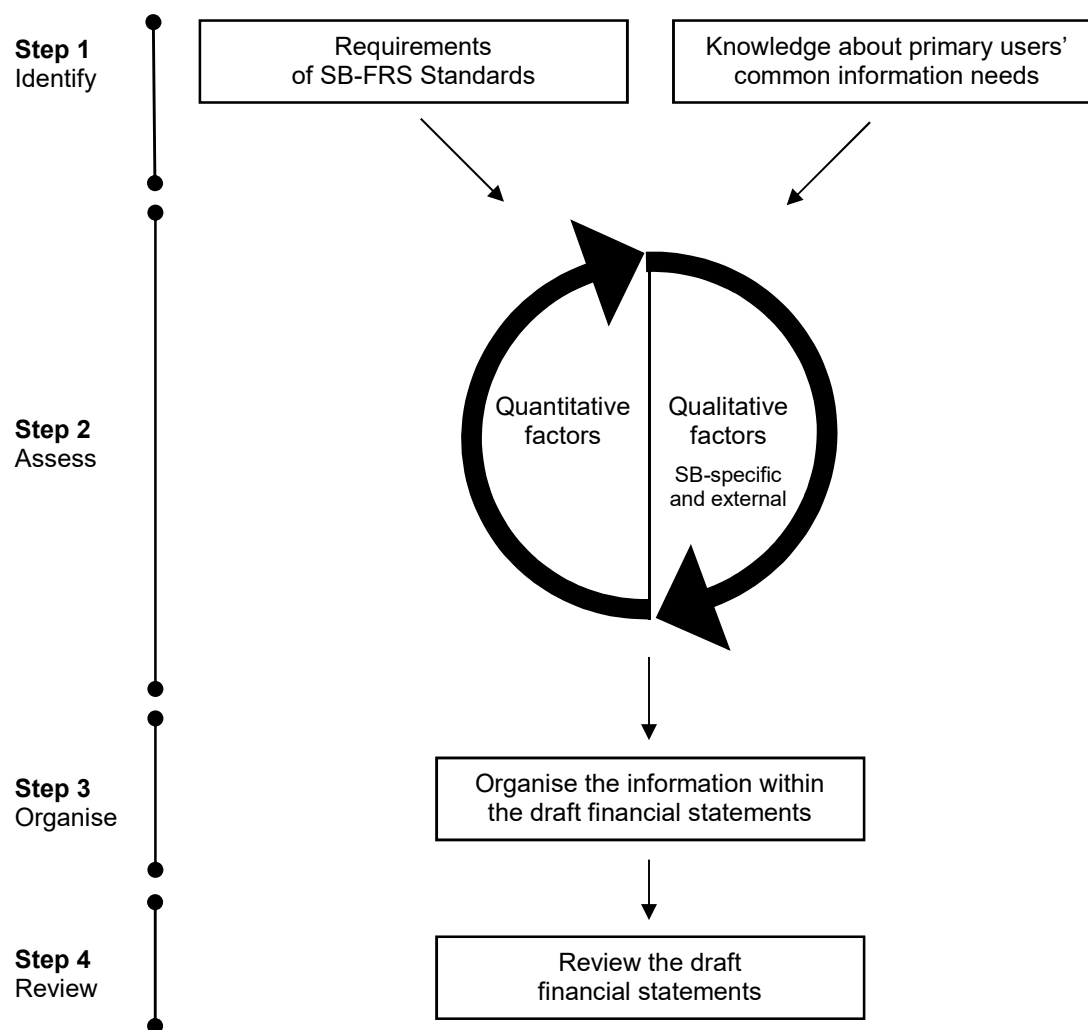 Step 1
Identify
Requirements
of SB-FRS Standards
Knowledge about primary users’
common information needs
Step 2
Assess
Quantitative
factors
Qualitative
factors
SB-specific
and external
Step 3
Organise
Organise the information within
the draft financial statements
Step 4
Review
Review the draft
financial statements